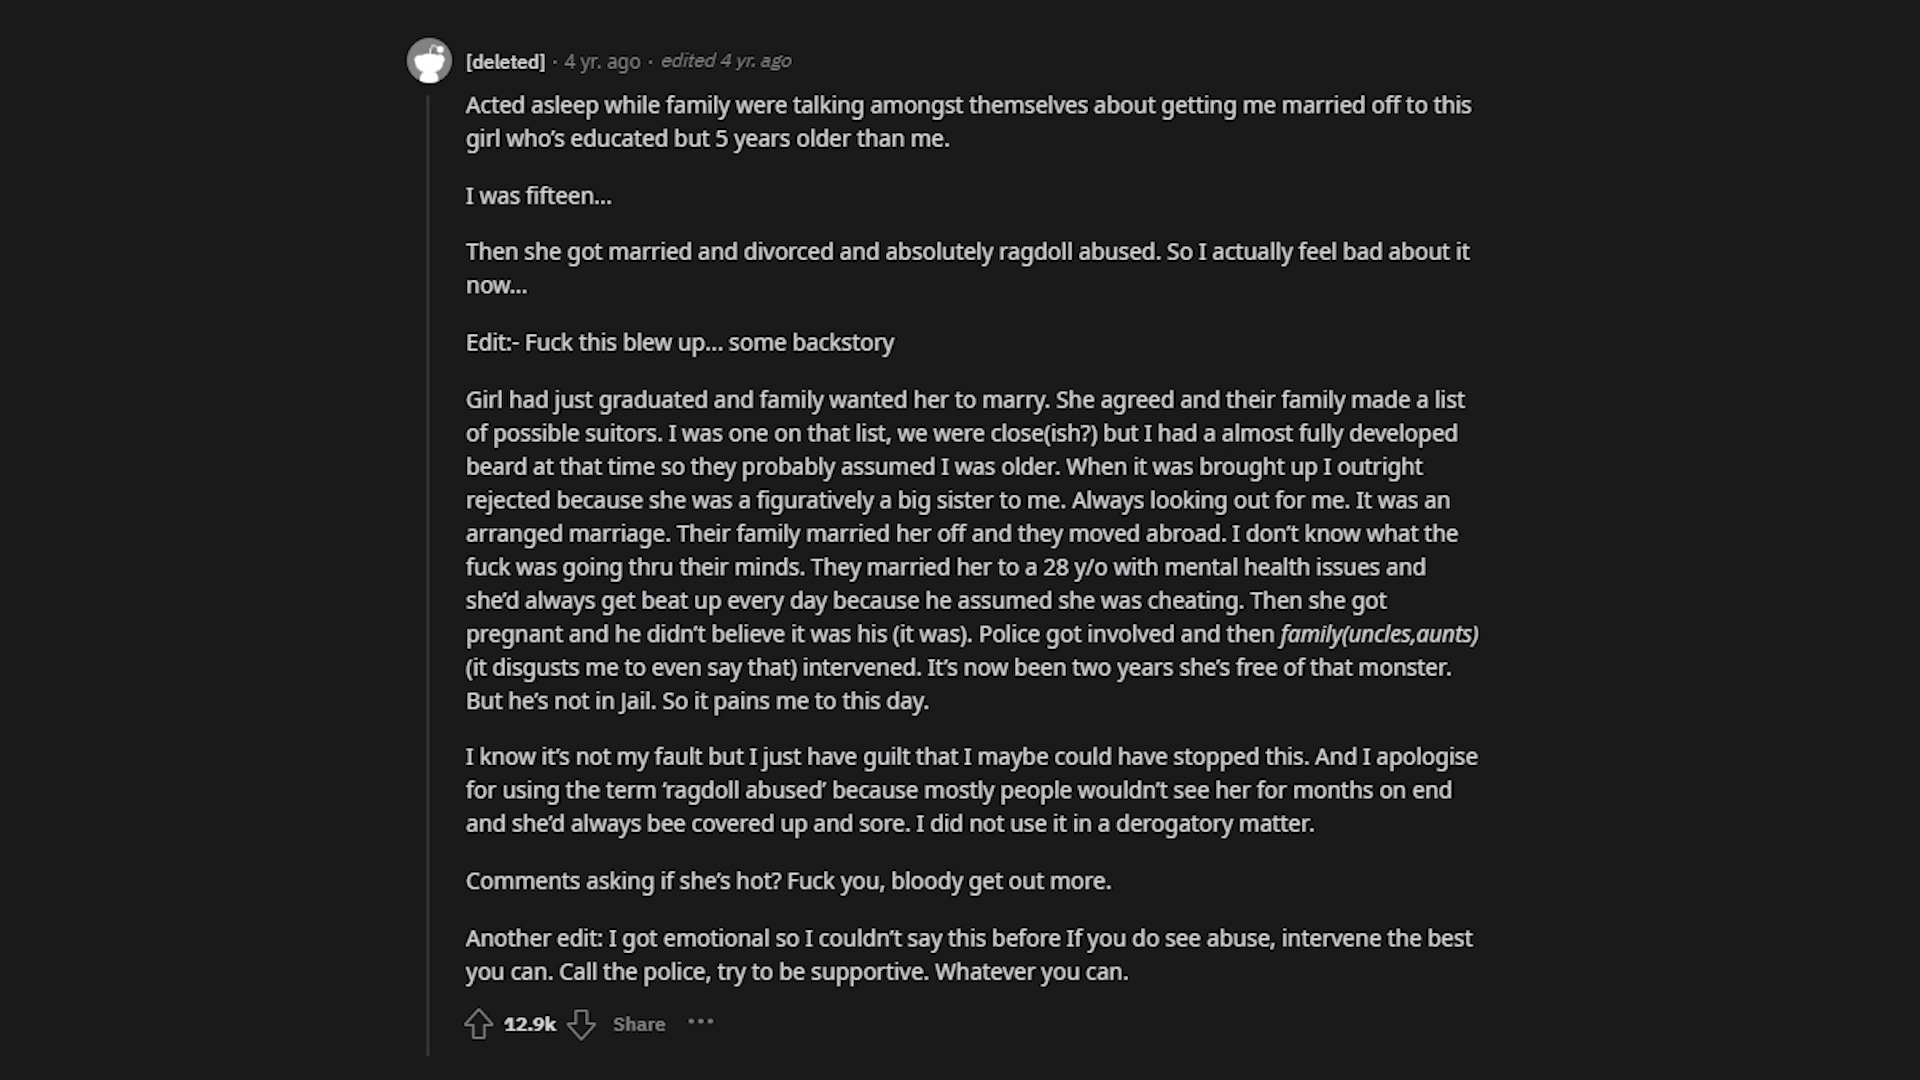 [deleted] · 4 yr. ago · edited 4 yr. ago
Acted asleep while family were talking amongst themselves about getting me married off to this
girl who’s educated but 5 years older than me.
I was fifteen...
Then she got married and divorced and absolutely ragdoll abused. So I actually feel bad about it
now...
Edit:- Fuck this blew up... some backstory
Girl had just graduated and family wanted her to marry. She agreed and their family made a list
of possible suitors. I was one on that list, we were close(ish?) but I had a almost fully developed
beard at that time so they probably assumed I was older. When it was brought up I outright
rejected because she was a figuratively a big sister to me. Always looking out for me. It was an
arranged marriage. Their family married her off and they moved abroad. I don’t know what the
fuck was going thru their minds. They married her to a 28 y/o with mental health issues and
she’d always get beat up every day because he assumed she was cheating. Then she got
pregnant and he didn’t believe it was his (it was). Police got involved and then family(uncles,aunts)
(it disgusts me to even say that) intervened. It’s now been two years she’s free of that monster.
But he’s not in Jail. So it pains me to this day.
I know it’s not my fault but I just have guilt that I maybe could have stopped this. And I apologise
for using the term ‘ragdoll abused’ because mostly people wouldn’t see her for months on end
and she’d always bee covered up and sore. I did not use it in a derogatory matter.
Comments asking if she’s hot? Fuck you, bloody get out more.
Another edit: I got emotional so I couldn’t say this before If you do see abuse, intervene the best
you can. Call the police, try to be supportive. Whatever you can.
12.9k Share ...